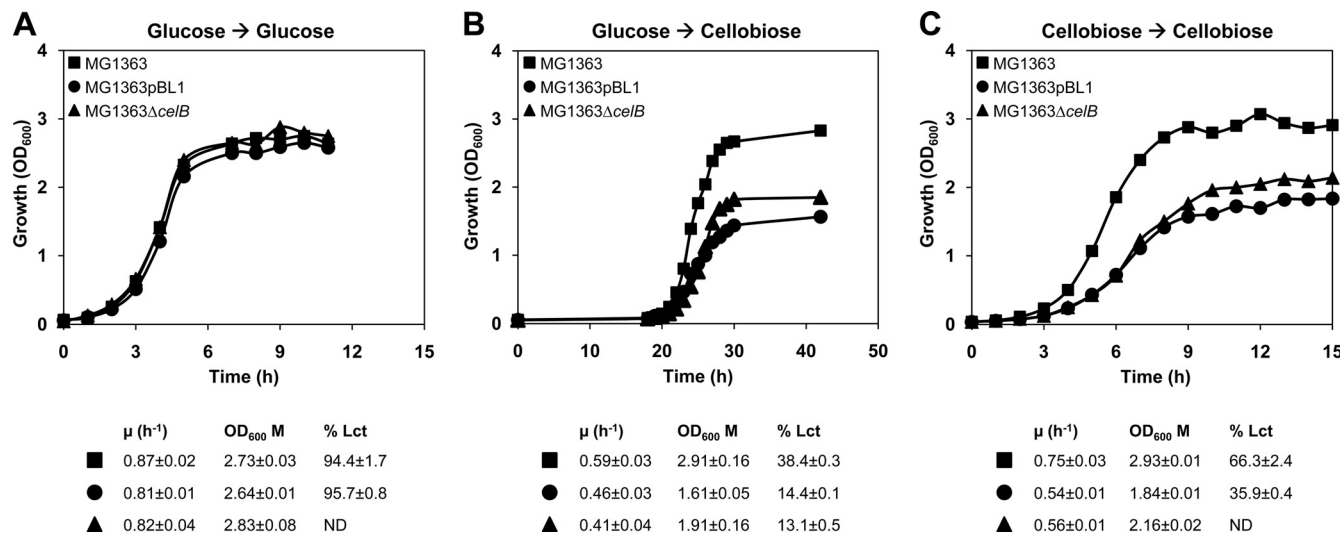 A
Glucose → Glucose
4
3
2
1
0
Growth (OD600)
MG1363
MG1363pBL1
MG1363ΔcelB
0 3 6 9 12 15
Time (h)
µ (h-1) OD600 M % Lct
0.87±0.02 2.73±0.03 94.4±1.7
0.81±0.01 2.64±0.01 95.7±0.8
0.82±0.04 2.83±0.08 ND
B
Glucose → Cellobiose
4
3
2
1
0
Growth (OD600)
MG1363
MG1363pBL1
MG1363ΔcelB
0 10 20 30 40 50
Time (h)
µ (h-1) OD600 M % Lct
0.59±0.03 2.91±0.16 38.4±0.3
0.46±0.03 1.61±0.05 14.4±0.1
0.41±0.04 1.91±0.16 13.1±0.5
C
Cellobiose → Cellobiose
4
3
2
1
0
Growth (OD600)
MG1363
MG1363pBL1
MG1363ΔcelB
0 3 6 9 12 15
Time (h)
µ (h-1) OD600 M % Lct
0.75±0.03 2.93±0.01 66.3±2.4
0.54±0.01 1.84±0.01 35.9±0.4
0.56±0.01 2.16±0.02 ND